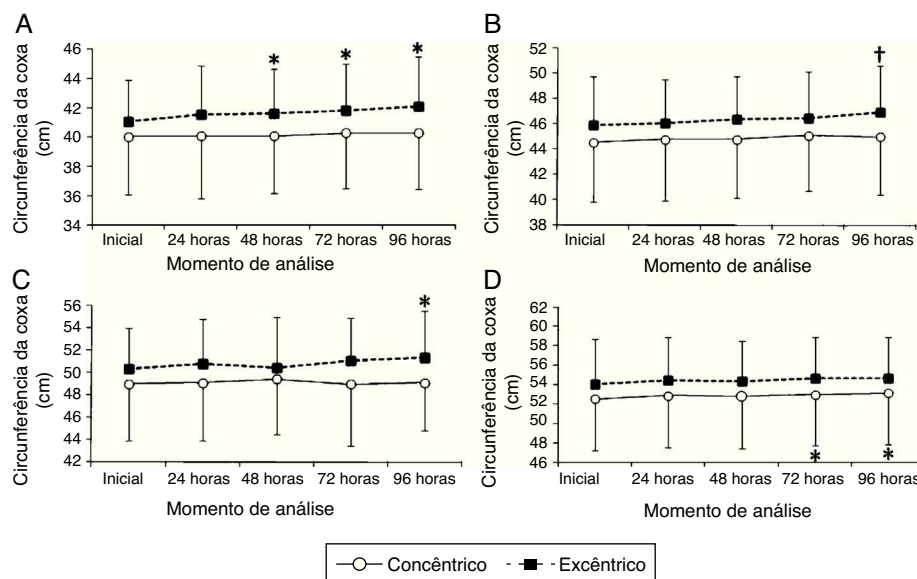 A
Circunferência da coxa
(cm)
46
44
42
40
38
36
34
*
*
*
Inicial 24 horas 48 horas 72 horas 96 horas
Momento de análise
B
Circunferência da coxa
(cm)
52
50
48
46
44
42
40
38
†
Inicial 24 horas 48 horas 72 horas 96 horas
Momento de análise
C
Circunferência da coxa
(cm)
56
54
52
51
50
48
46
44
42
*
Inicial 24 horas 48 horas 72 horas 96 horas
Momento de análise
D
Circunferência da coxa
(cm)
62
60
58
56
54
52
50
48
46
*
*
Inicial 24 horas 48 horas 72 horas 96 horas
Momento de análise
Concêntrico Excêntrico